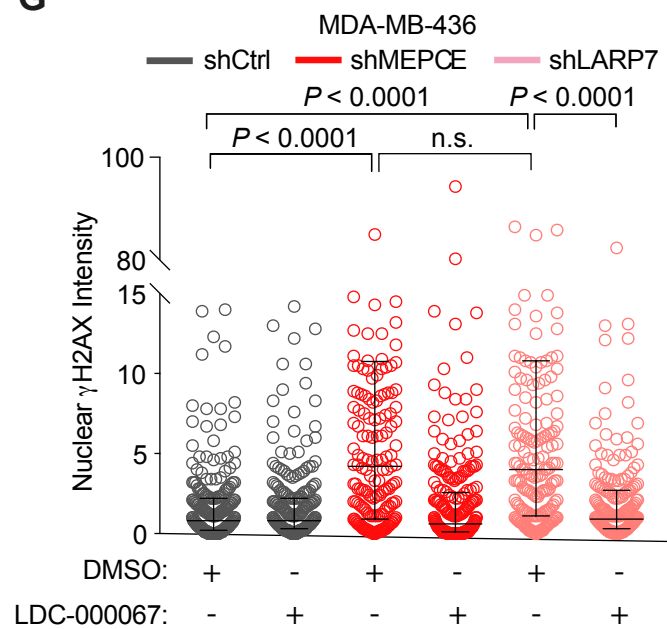 G
MDA-MB-436
shCtrl shMEPCE shLARP7
P < 0.0001 P < 0.0001
P < 0.0001 n.s.
100
80
15
10
5
0
Nuclear γH2AX Intensity
DMSO: + - + - + -
LDC-000067: - + - + - +